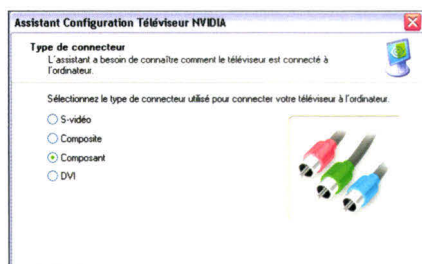 Assistant Configuration Téléviseur NVIDIA
Type de connecteur
L'assistant a besoin de connaître comment le téléviseur est connecté à
l'ordinateur.
Sélectionnez le type de connecteur utilisé pour connecter votre téléviseur à l'ordinateur.
S-vidéo
Composite
Composant
DVI